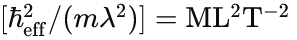 [ħ²_eff/(mλ²)] = ML²T⁻²